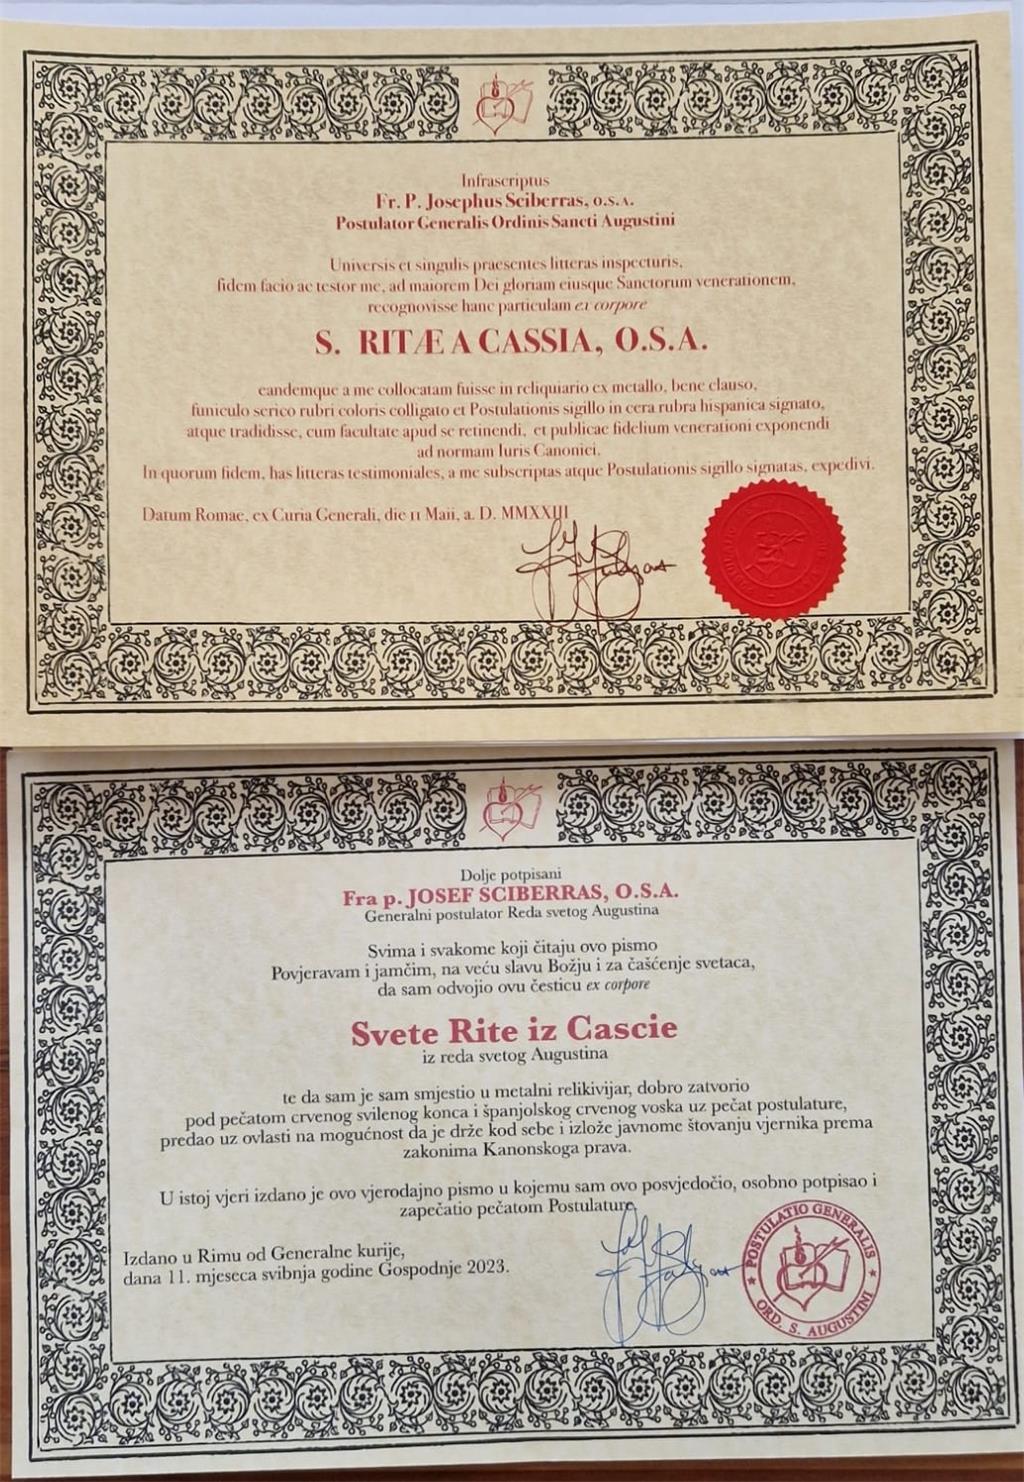 Infrascriptus
Fr. P. Josephus Sciberras, O.S.A.
Postulator Generalis Ordinis Sancti Augustini
Universis et singulis praesentes litteras inspecturis,
fidem facio ac testor me, ad maiorem Dei gloriam eiusque Sanctorum venerationem,
recognovisse hanc particulam ex corpore
S. RITÆ A CASSIA, O.S.A.
eandemque a me collocatam fuisse in reliquiario ex metallo, bene clauso,
funiculo serico rubri coloris colligato et Postulationis sigillo in cera rubra hispanica signato,
atque tradidisse, cum facultate apud se retinendi, et publicae fidelium venerationi exponendi
ad normam Iuris Canonici.
In quorum fidem, has litteras testimoniales, a me subscriptas atque Postulationis sigillo signatas, expedivi.
Datum Romae, ex Curia Generali, die 11 Maii, a. D. MMXXIII
Dolje potpisani
Fra p. JOSEF SCIBERRAS, O.S.A.
Generalni postulator Reda svetog Augustina
Svima i svakome koji čitaju ovo pismo
Povjeravam i jamčim, na veću slavu Božju i za čašćenje svetaca,
da sam odvojio ovu česticu ex corpore
Svete Rite iz Cascie
iz reda svetog Augustina
te da sam je sam smjestio u metalni relikivijar, dobro zatvorio
pod pečatom crvenog svilenog konca i španjolskog crvenog voska uz pečat postulature,
predao uz ovlasti na mogućnost da je drže kod sebe i izlože javnome štovanju vjernika prema
zakonima Kanonskoga prava.
U istoj vjeri izdano je ovo vjerodajno pismo u kojemu sam ovo posvjedočio, osobno potpisao i
zapečatio pečatom Postulature
Izdano u Rimu od Generalne kurije,
dana 11. mjeseca svibnja godine Gospodnje 2023.
POSTULATIO GENERALIS
ORD. S. AUGUSTINI